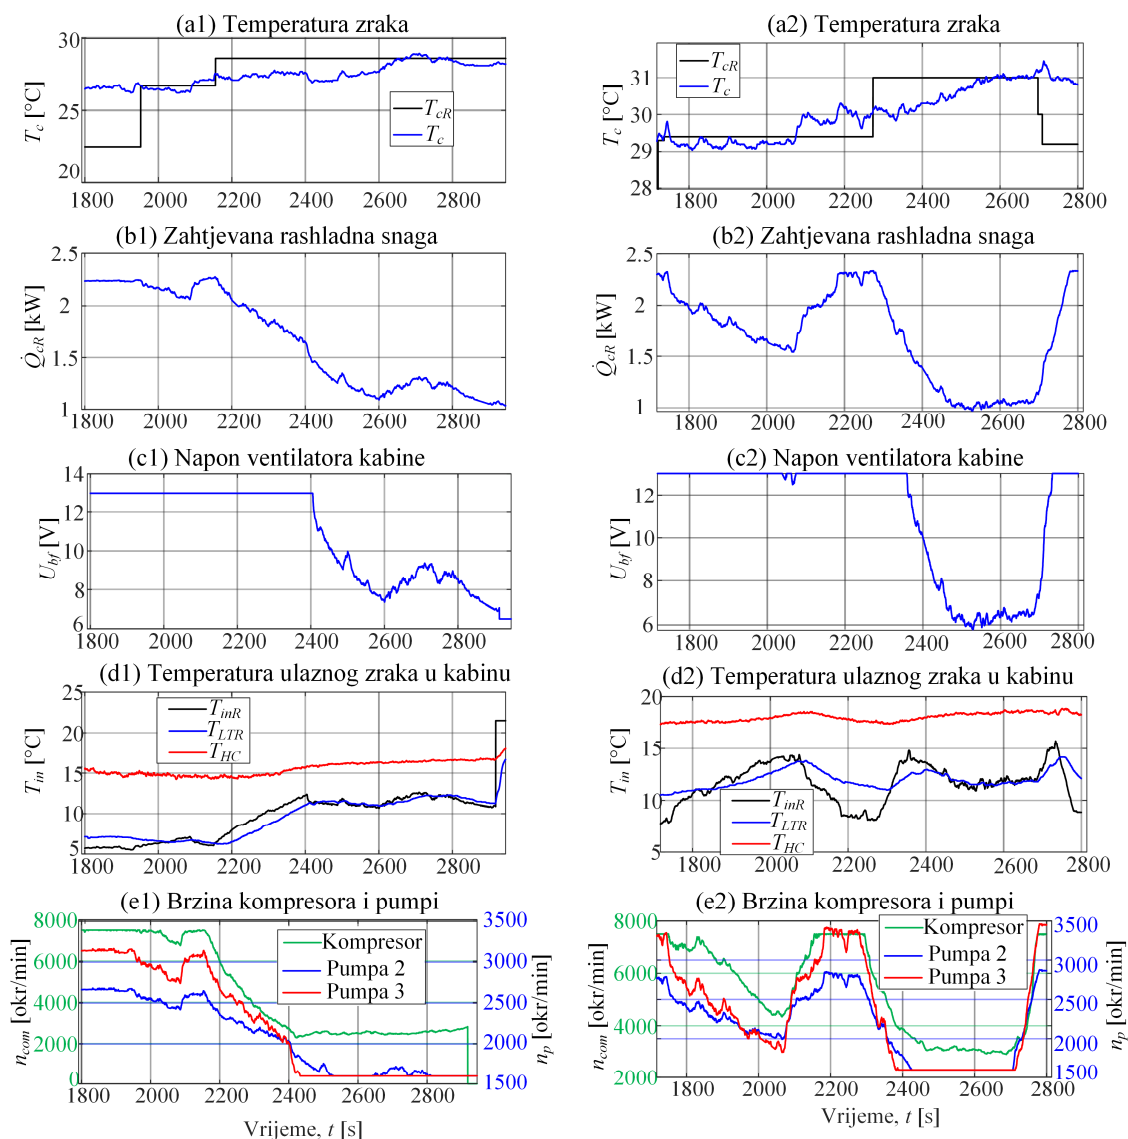 (a1) Temperatura zraka
30
25
20
T_c [°C]
T_cR
T_c
1800 2000 2200 2400 2600 2800
(a2) Temperatura zraka
31
30
29
28
T_c [°C]
T_cR
T_c
1800 2000 2200 2400 2600 2800
(b1) Zahtjevana rashladna snaga
2.5
2
1.5
1
Q̇_cR [kW]
1800 2000 2200 2400 2600 2800
(b2) Zahtjevana rashladna snaga
2.5
2
1.5
1
Q̇_cR [kW]
1800 2000 2200 2400 2600 2800
(c1) Napon ventilatora kabine
14
12
10
8
6
U_bf [V]
1800 2000 2200 2400 2600 2800
(c2) Napon ventilatora kabine
12
10
8
6
U_bf [V]
1800 2000 2200 2400 2600 2800
(d1) Temperatura ulaznog zraka u kabinu
25
20
15
10
5
T_in [°C]
T_inR
T_LTR
T_HC
1800 2000 2200 2400 2600 2800
(d2) Temperatura ulaznog zraka u kabinu
20
15
10
5
T_in [°C]
T_inR
T_LTR
T_HC
1800 2000 2200 2400 2600 2800
(e1) Brzina kompresora i pumpi
8000
6000
4000
2000
0
n_com [okr/min]
Kompresor
Pumpa 2
Pumpa 3
3500
3000
2500
2000
1500
n_p [okr/min]
1800 2000 2200 2400 2600 2800
Vrijeme, t [s]
(e2) Brzina kompresora i pumpi
8000
6000
4000
2000
n_com [okr/min]
Kompresor
Pumpa 2
Pumpa 3
3500
3000
2500
2000
1500
n_p [okr/min]
1800 2000 2200 2400 2600 2800
Vrijeme, t [s]